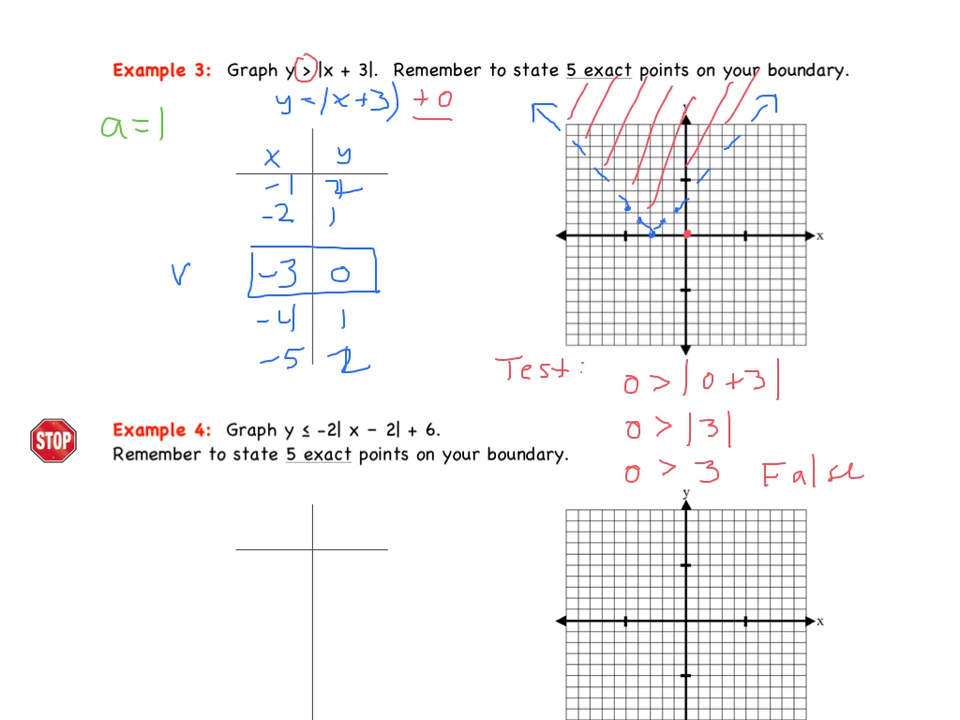 Example 3: Graph y > |x + 3|. Remember to state 5 exact points on your boundary.
y = |x+3| + 0
a = 1
x y
-1 2
-2 1
V -3 0
-4 1
-5 2
y
x
Test: 0 > |0+3|
0 > |3|
0 > 3 False
STOP
Example 4: Graph y ≤ -2| x - 2| + 6.
Remember to state 5 exact points on your boundary.
y
x